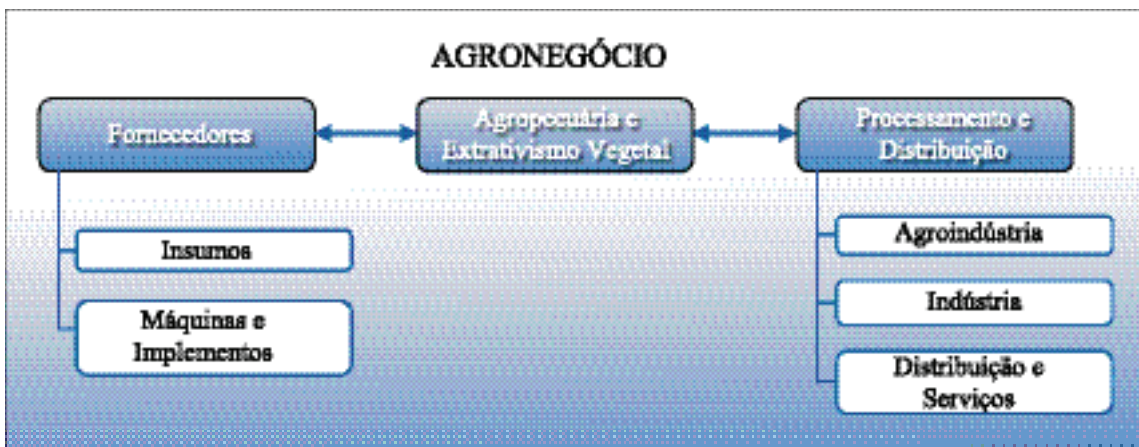 AGRONEGÓCIO
Fornecedores
Agropecuária e
Extrativismo Vegetal
Processamento e
Distribuição
Insumos
Máquinas e
Implementos
Agroindústria
Indústria
Distribuição e
Serviços